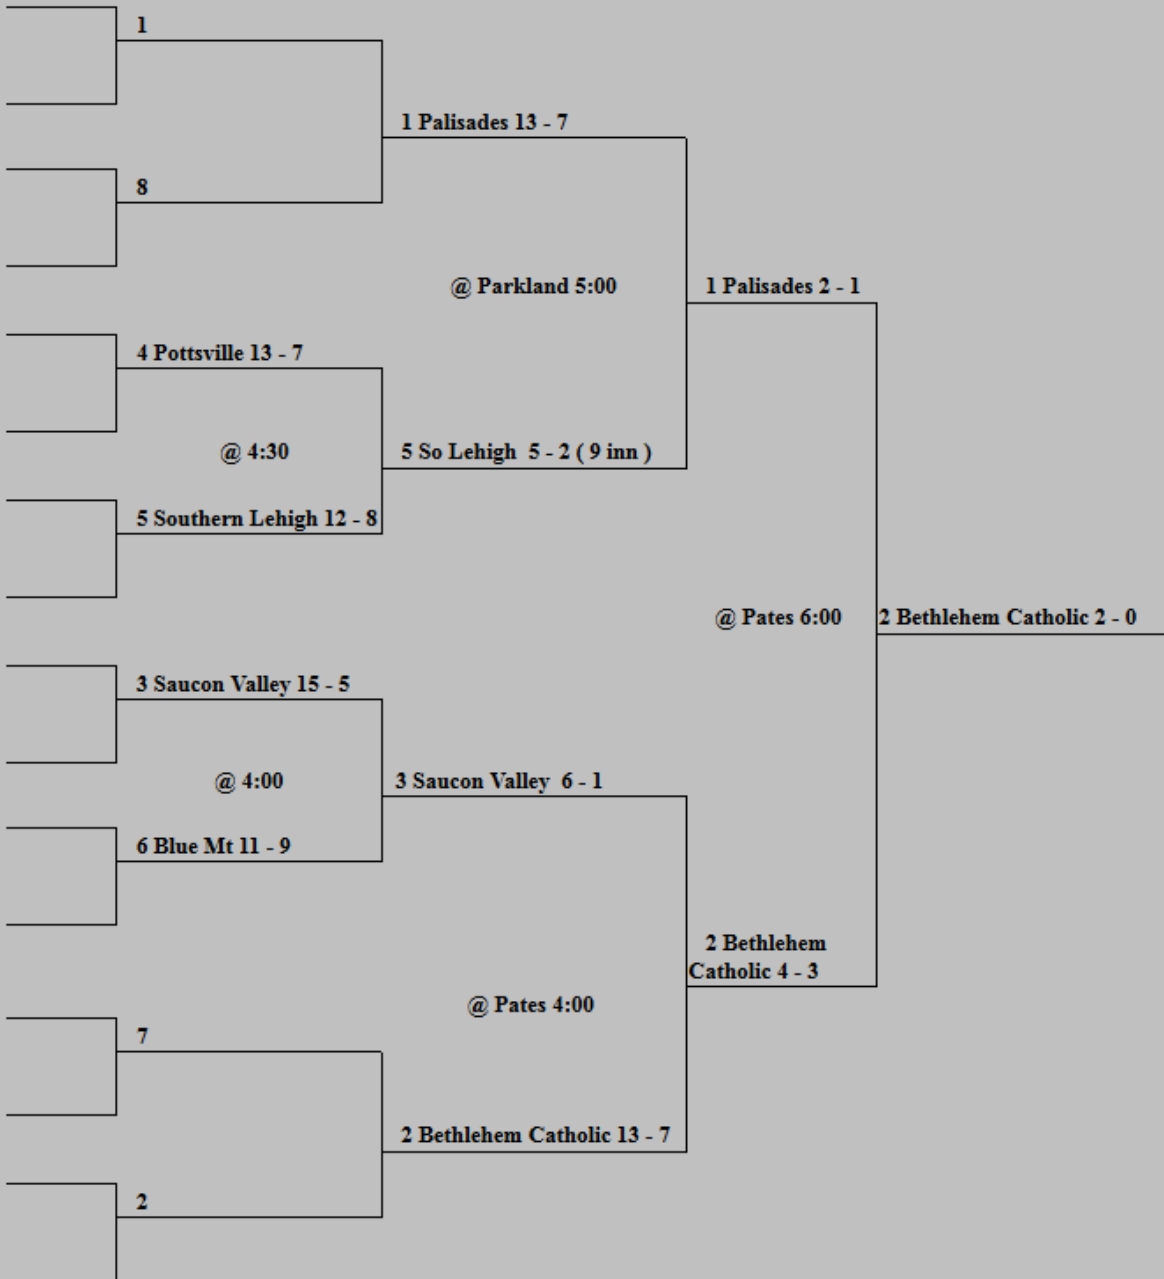 1
1 Palisades 13 - 7
8
@ Parkland 5:00
1 Palisades 2 - 1
4 Pottsville 13 - 7
@ 4:30
5 So Lehigh 5 - 2 ( 9 inn )
5 Southern Lehigh 12 - 8
@ Pates 6:00
2 Bethlehem Catholic 2 - 0
3 Saucon Valley 15 - 5
@ 4:00
3 Saucon Valley 6 - 1
6 Blue Mt 11 - 9
2 Bethlehem
Catholic 4 - 3
@ Pates 4:00
7
2 Bethlehem Catholic 13 - 7
2